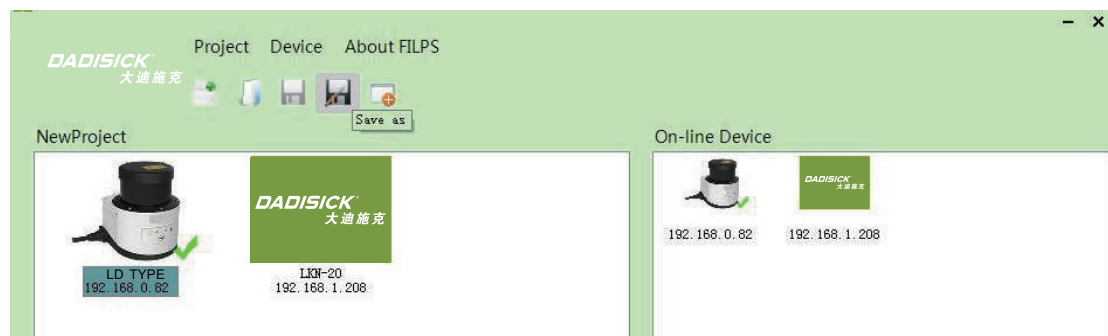 Project Device About FILPS
DADISICK
大迪施克
Save as
NewProject
On-line Device
DADISICK
大迪施克
LD TYPE
192.168.0.82
LKN-20
192.168.1.208
DADISICK
大迪施克
192.168.0.82
192.168.1.208